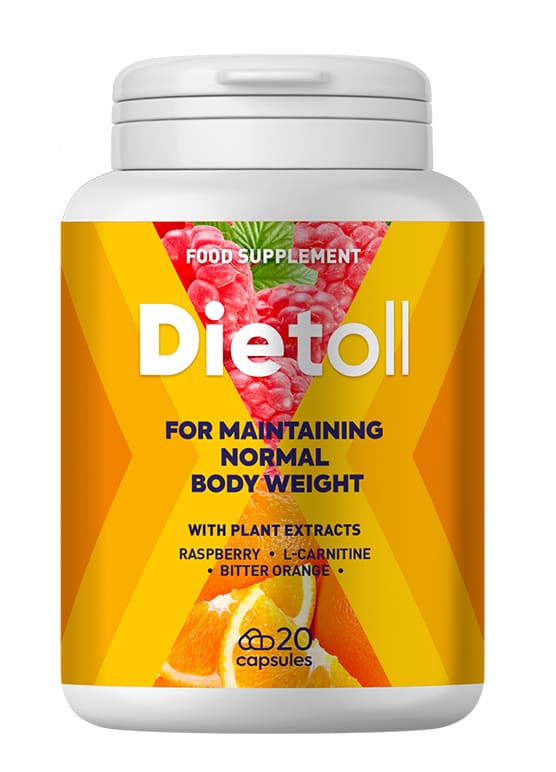 FOOD SUPPLEMENT
Dietoll
FOR MAINTAINING
NORMAL
BODY WEIGHT
WITH PLANT EXTRACTS
RASPBERRY • L-CARNITINE
• BITTER ORANGE •
20
capsules